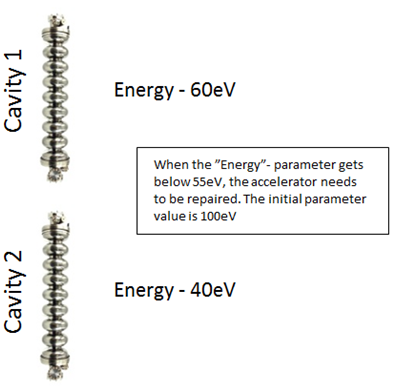 Cavity 1
Energy - 60eV
When the ”Energy”- parameter gets
below 55eV, the accelerator needs
to be repaired. The initial parameter
value is 100eV
Cavity 2
Energy - 40eV